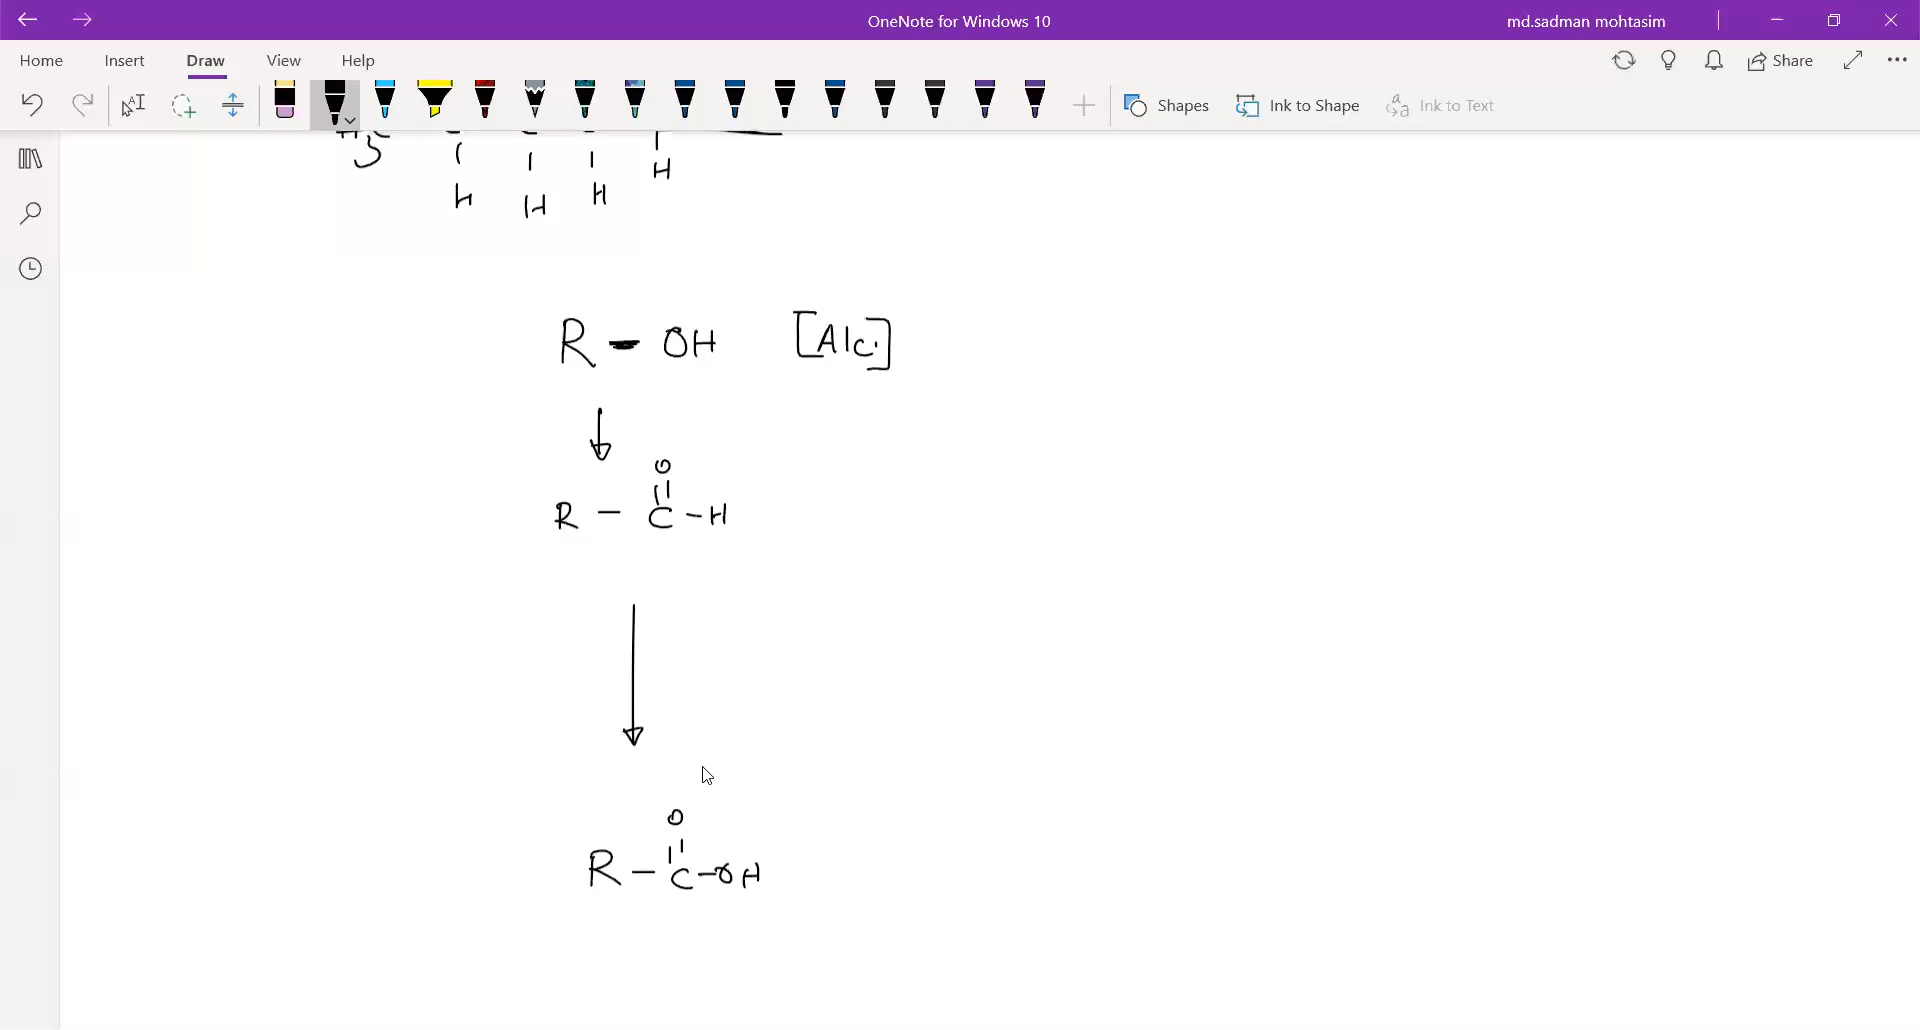 OneNote for Windows 10
md.sadman mohtasim
Home Insert Draw View Help
Share
Shapes
Ink to Shape
Ink to Text
H
H
H
H
R - OH [Alc.]
O
R - C - H
O
R - C - OH